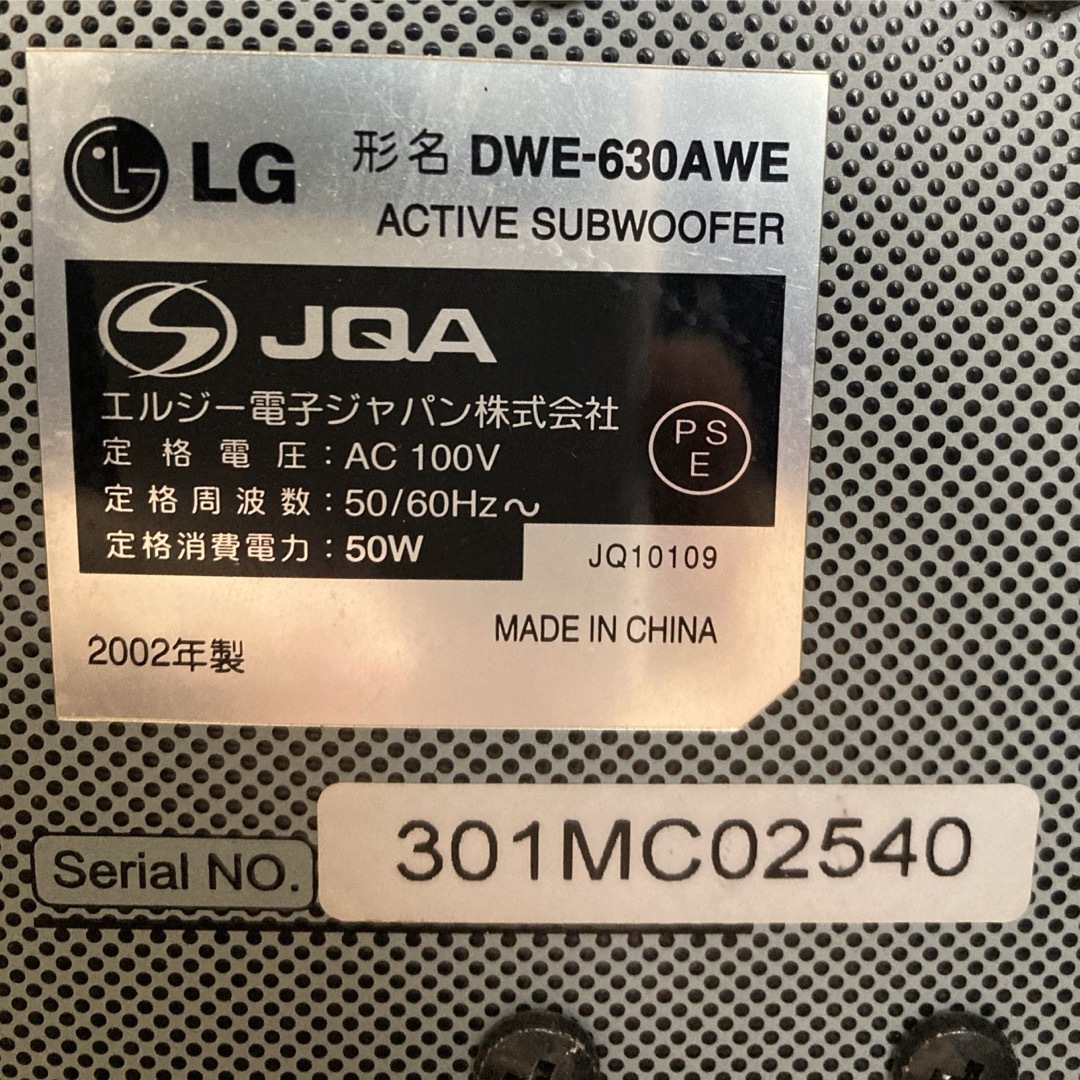 LG 形名 DWE-630AWE
ACTIVE SUBWOOFER
JQA
エルジー電子ジャパン株式会社
定格電圧：AC 100V
定格周波数：50/60Hz～
定格消費電力：50W
PS
E
JQ10109
MADE IN CHINA
2002年製
Serial NO. 301MC02540